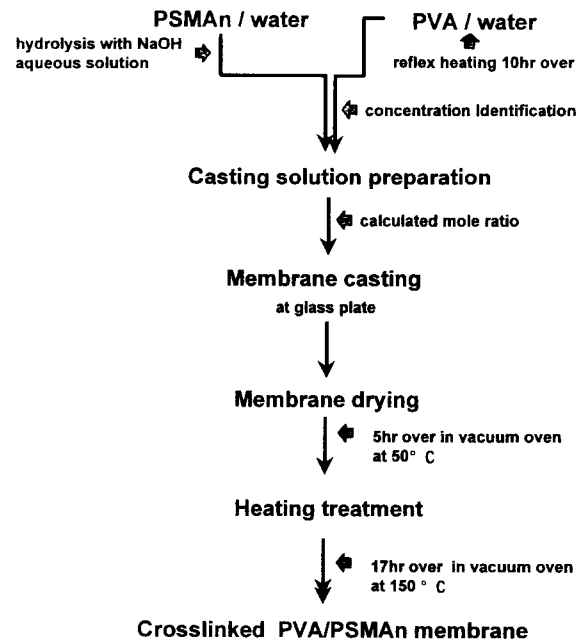 PSMAn / water
PVA / water
hydrolysis with NaOH
aqueous solution
reflex heating 10hr over
concentration Identification
Casting solution preparation
calculated mole ratio
Membrane casting
at glass plate
Membrane drying
5hr over in vacuum oven
at 50° C
Heating treatment
17hr over in vacuum oven
at 150 ° C
Crosslinked PVA/PSMAn membrane